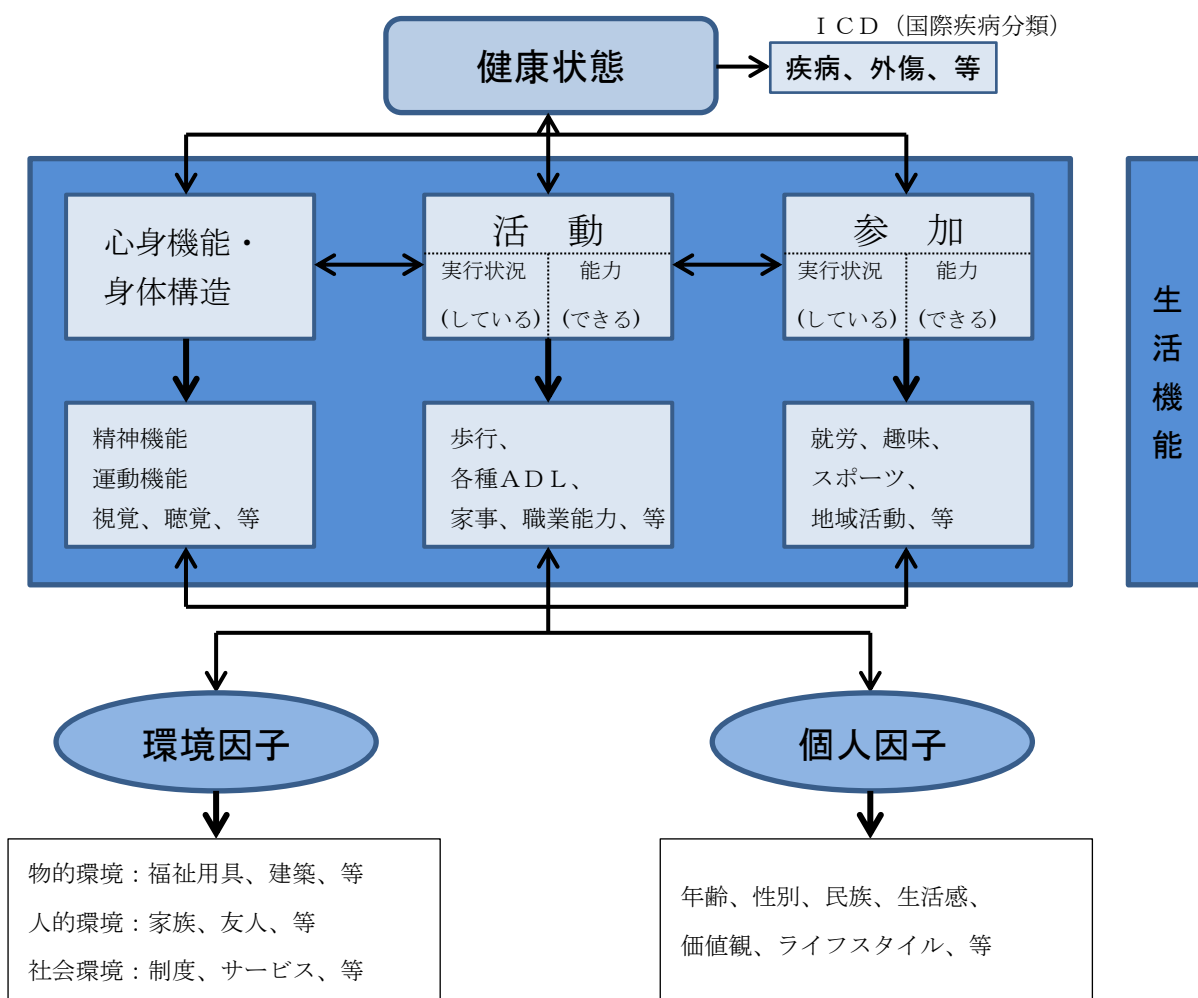 ＩＣＤ（国際疾病分類）
健康状態
疾病、外傷、等
心身機能・
身体構造
活　動
実行状況
(している)
能力
(できる)
参　加
実行状況
(している)
能力
(できる)
生活機能
精神機能
運動機能
視覚、聴覚、等
歩行、
各種ＡＤＬ、
家事、職業能力、等
就労、趣味、
スポーツ、
地域活動、等
環境因子
個人因子
物的環境：福祉用具、建築、等
人的環境：家族、友人、等
社会環境：制度、サービス、等
年齢、性別、民族、生活感、
価値観、ライフスタイル、等